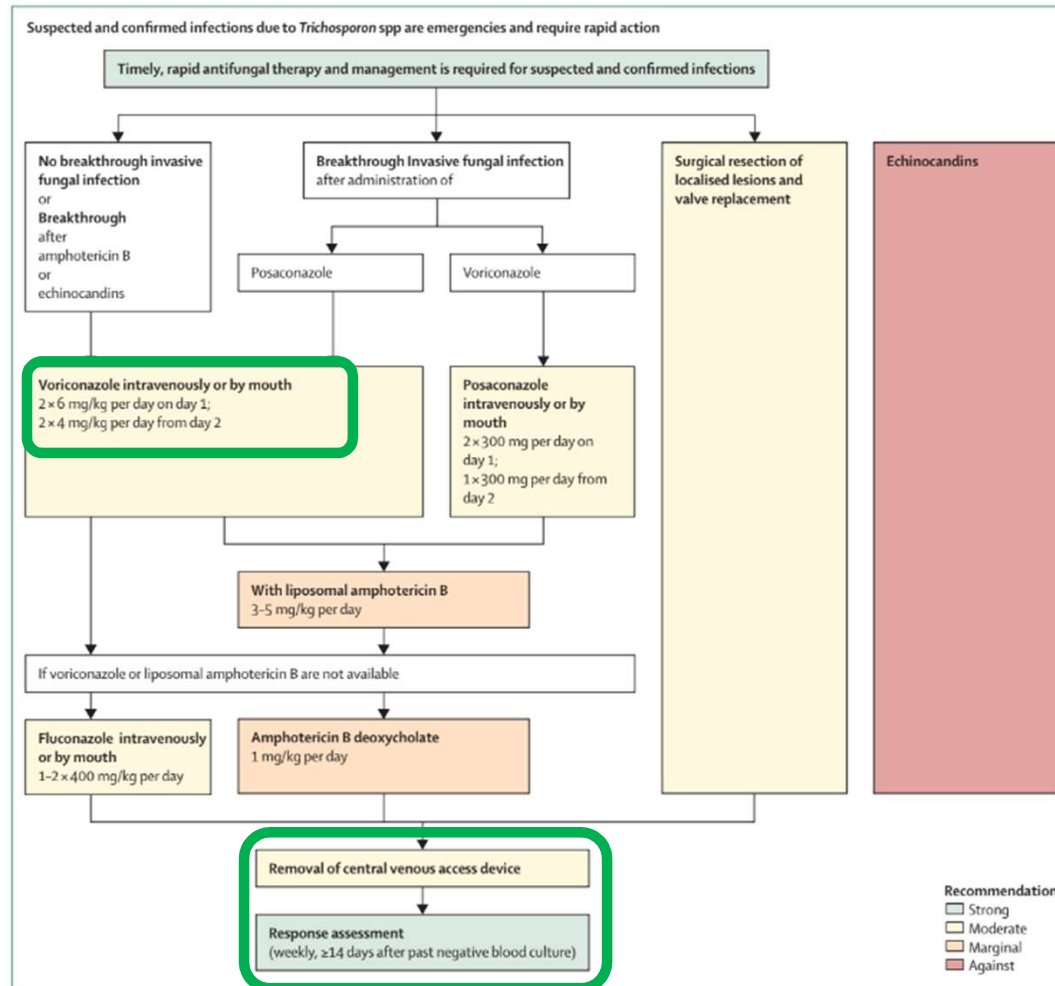 Suspected and confirmed infections due to Trichosporon spp are emergencies and require rapid action
Timely, rapid antifungal therapy and management is required for suspected and confirmed infections
No breakthrough invasive
fungal infection
or
Breakthrough
after
amphotericin B
or
echinocandins
Breakthrough Invasive fungal infection
after administration of
Posaconazole
Voriconazole
Surgical resection of
localised lesions and
valve replacement
Echinocandins
Voriconazole intravenously or by mouth
2×6 mg/kg per day on day 1;
2×4 mg/kg per day from day 2
Posaconazole
intravenously or by
mouth
2×300 mg per day on
day 1;
1×300 mg per day from
day 2
With liposomal amphotericin B
3–5 mg/kg per day
If voriconazole or liposomal amphotericin B are not available
Fluconazole intravenously
or by mouth
1–2×400 mg/kg per day
Amphotericin B deoxycholate
1 mg/kg per day
Removal of central venous access device
Response assessment
(weekly, ≥14 days after past negative blood culture)
Recommendation
Strong
Moderate
Marginal
Against